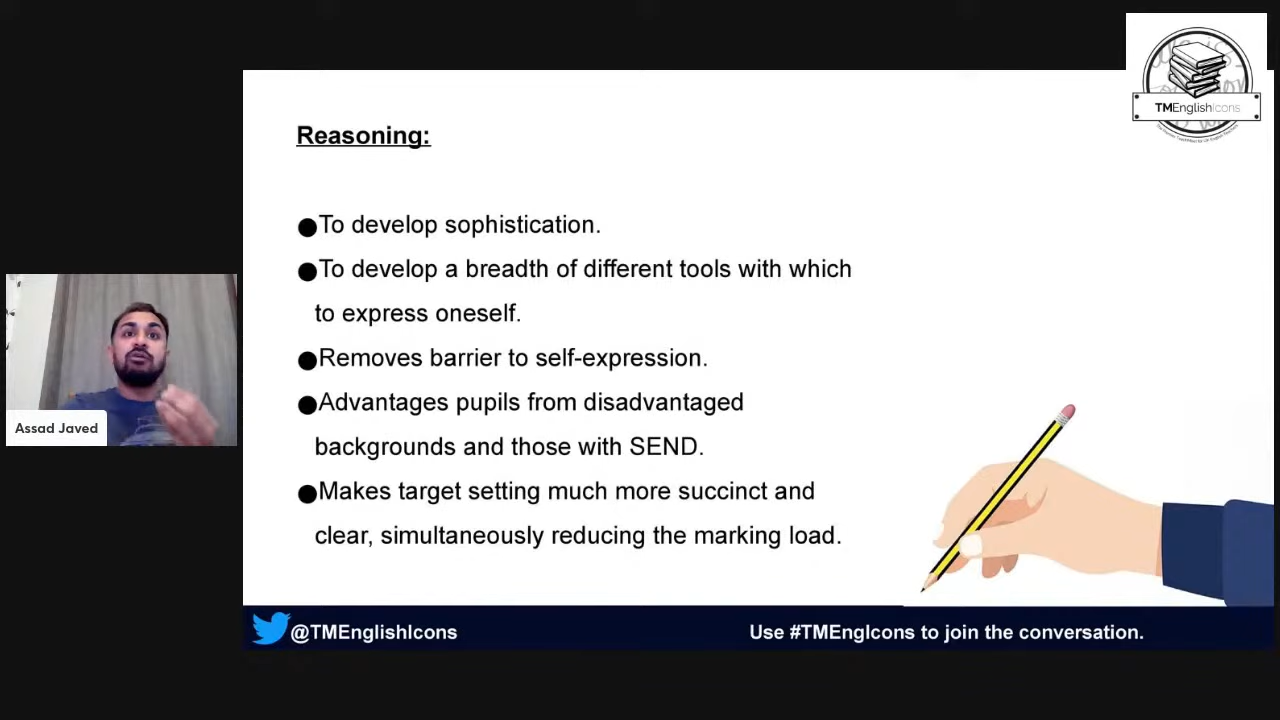 TMEnglishIcons
Reasoning:
●To develop sophistication.
●To develop a breadth of different tools with which
to express oneself.
●Removes barrier to self-expression.
●Advantages pupils from disadvantaged
backgrounds and those with SEND.
●Makes target setting much more succinct and
clear, simultaneously reducing the marking load.
Assad Javed
@TMEnglishIcons
Use #TMEngIcons to join the conversation.